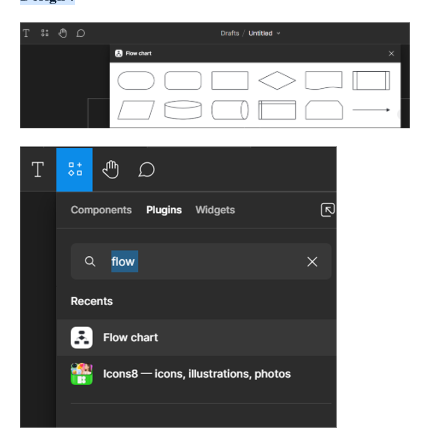 Drafts / Untitled
Flow chart
Components Plugins Widgets
flow
Recents
Flow chart
Icons8 — icons, illustrations, photos